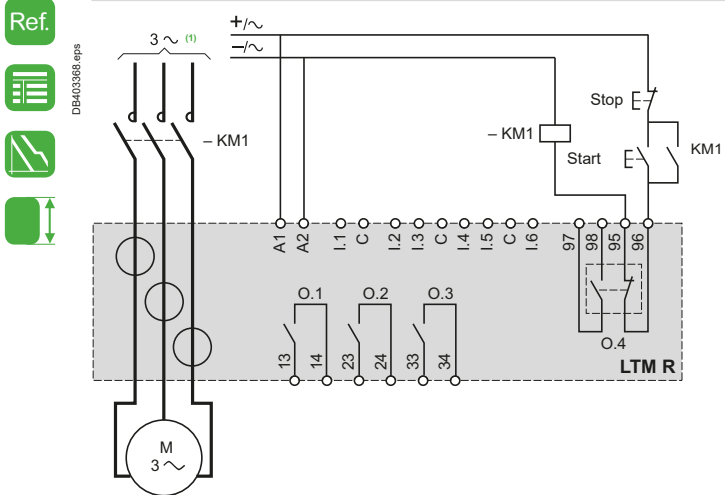 Ref.
DB403368.eps
3 ~ (1)
+/~
–/~
– KM1
– KM1
Stop
Start
KM1
A1
A2
I.1
C
I.2
I.3
C
I.4
I.5
C
I.6
97
98
95
96
O.1
O.2
O.3
13
14
23
24
33
34
O.4
LTM R
M
3 ~